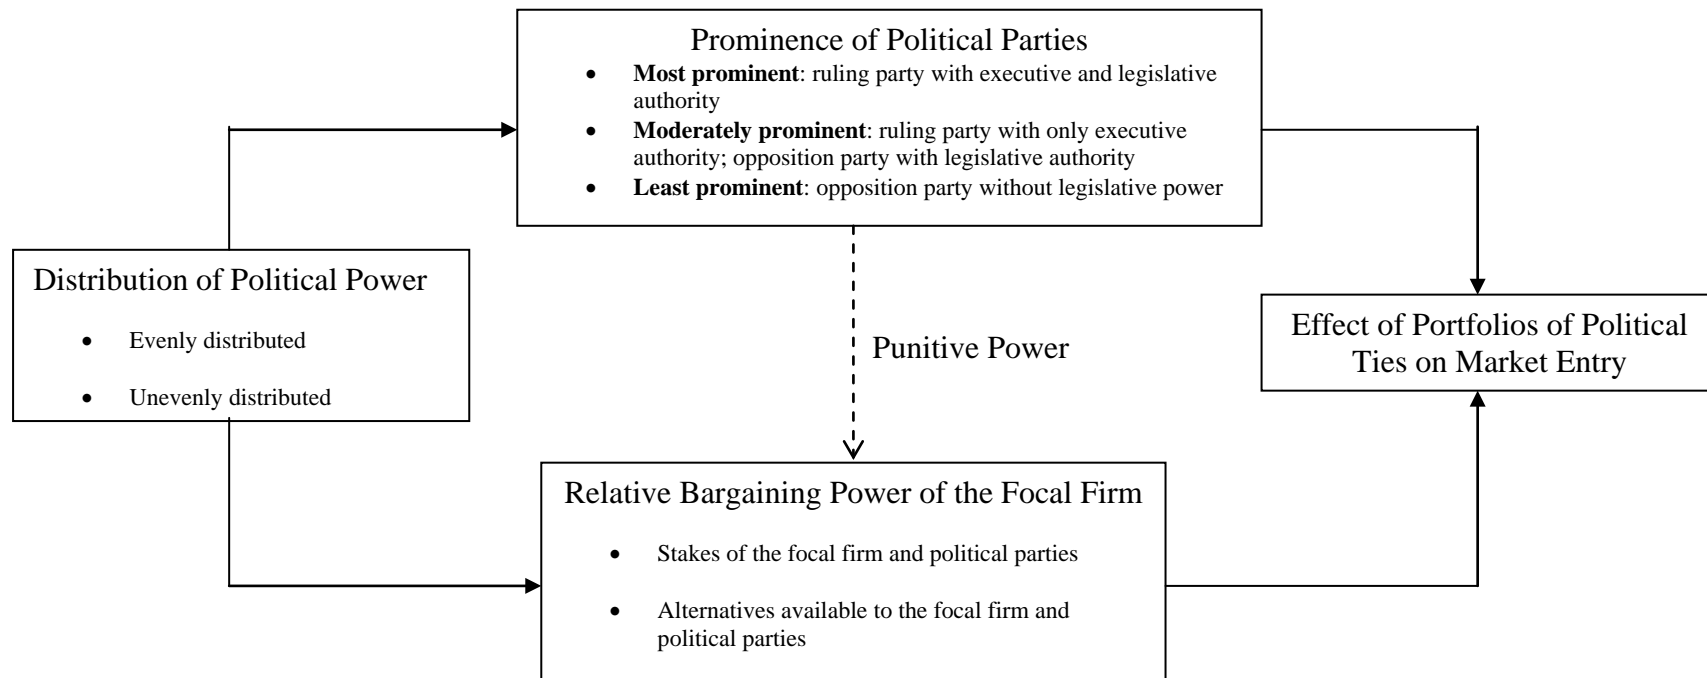 Prominence of Political Parties
• Most prominent: ruling party with executive and legislative
authority
• Moderately prominent: ruling party with only executive
authority; opposition party with legislative authority
• Least prominent: opposition party without legislative power
Distribution of Political Power
• Evenly distributed
• Unevenly distributed
Punitive Power
Effect of Portfolios of Political
Ties on Market Entry
Relative Bargaining Power of the Focal Firm
• Stakes of the focal firm and political parties
• Alternatives available to the focal firm and
political parties